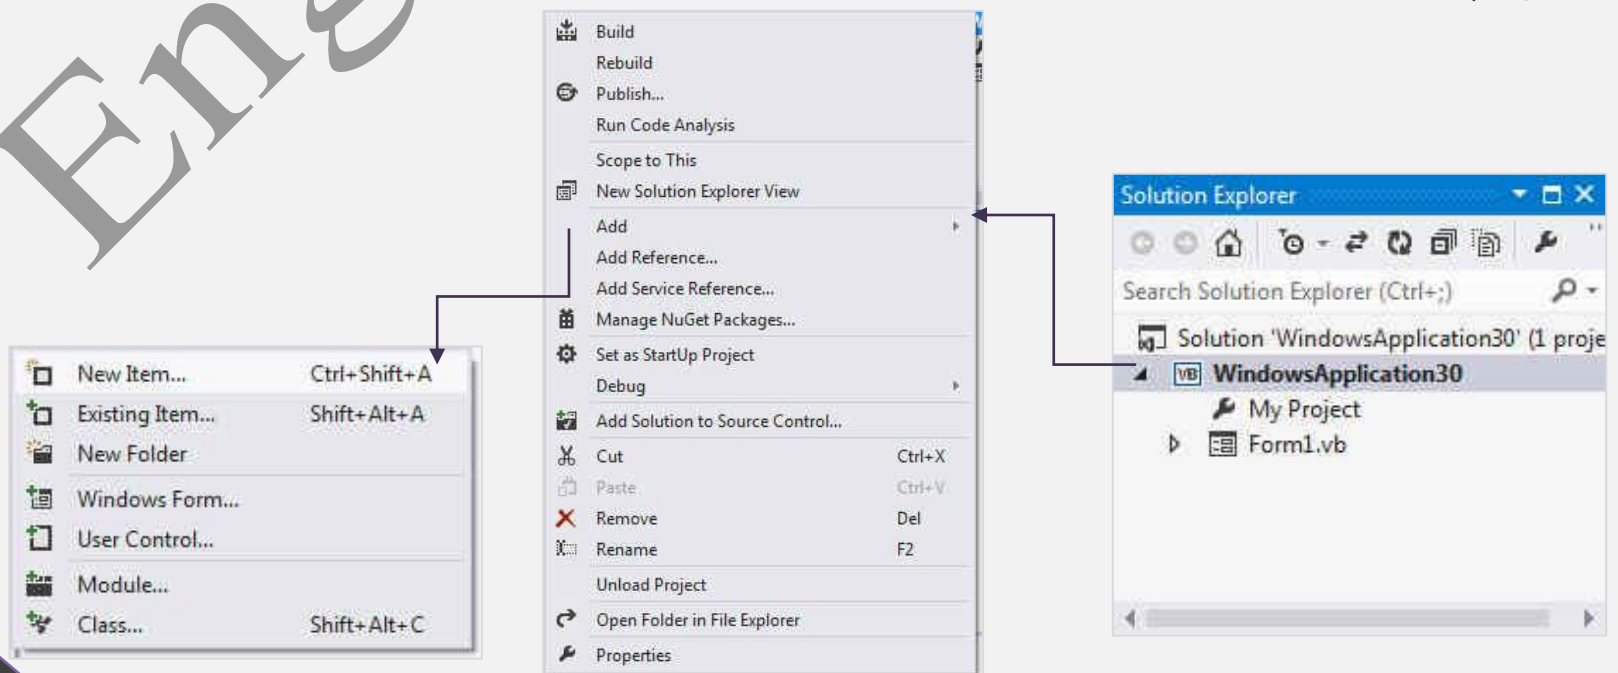 Eng
Build
Rebuild
Publish...
Run Code Analysis
Scope to This
New Solution Explorer View
Add
Add Reference...
Add Service Reference...
Manage NuGet Packages...
Set as StartUp Project
Debug
Add Solution to Source Control...
Cut Ctrl+X
Paste Ctrl+V
Remove Del
Rename F2
Unload Project
Open Folder in File Explorer
Properties
New Item... Ctrl+Shift+A
Existing Item... Shift+Alt+A
New Folder
Windows Form...
User Control...
Module...
Class... Shift+Alt+C
Solution Explorer
Search Solution Explorer (Ctrl+;)
Solution 'WindowsApplication30' (1 proje
VB WindowsApplication30
My Project
Form1.vb